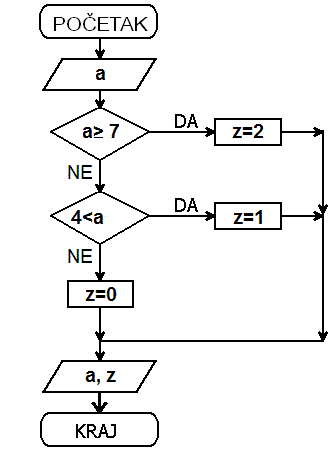 POČETAK
a
a≥ 7
DA
z=2
NE
4<a
DA
z=1
NE
z=0
a, z
KRAJ